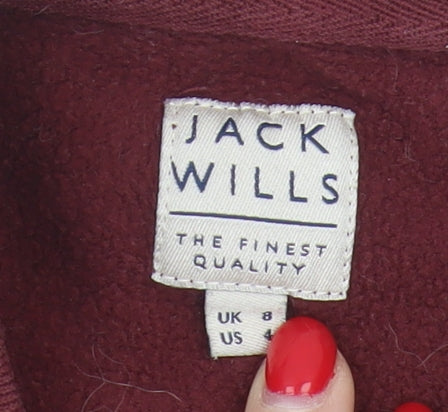 JACK
WILLS
THE FINEST
QUALITY
UK 8
US 4